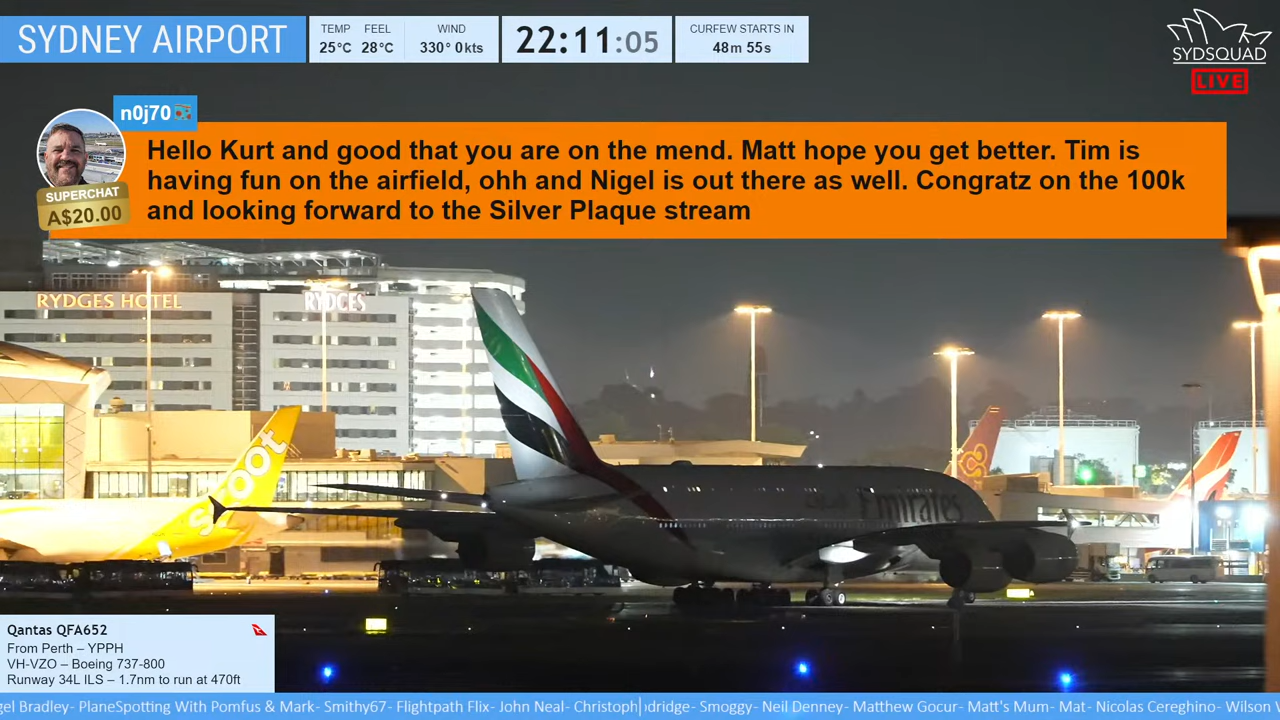 SYDNEY AIRPORT
TEMP FEEL WIND
25°C 28°C 330° 0kts
22:11:05
CURFEW STARTS IN
48m 55s
SYDSQUAD
LIVE
n0j70
SUPERCHAT
A$20.00
Hello Kurt and good that you are on the mend. Matt hope you get better. Tim is
having fun on the airfield, ohh and Nigel is out there as well. Congratz on the 100k
and looking forward to the Silver Plaque stream
RYDGES HOTEL
RYDGES
scoot
Emirates
Qantas QFA652
From Perth – YPPH
VH-VZO – Boeing 737-800
Runway 34L ILS – 1.7nm to run at 470ft
gel Bradley- PlaneSpotting With Pomfus & Mark- Smithy67- Flightpath Flix- John Neal- Christoph dridge- Smoggy- Neil Denney- Matthew Gocur- Matt's Mum- Mat- Nicolas Cereghino- Wilson